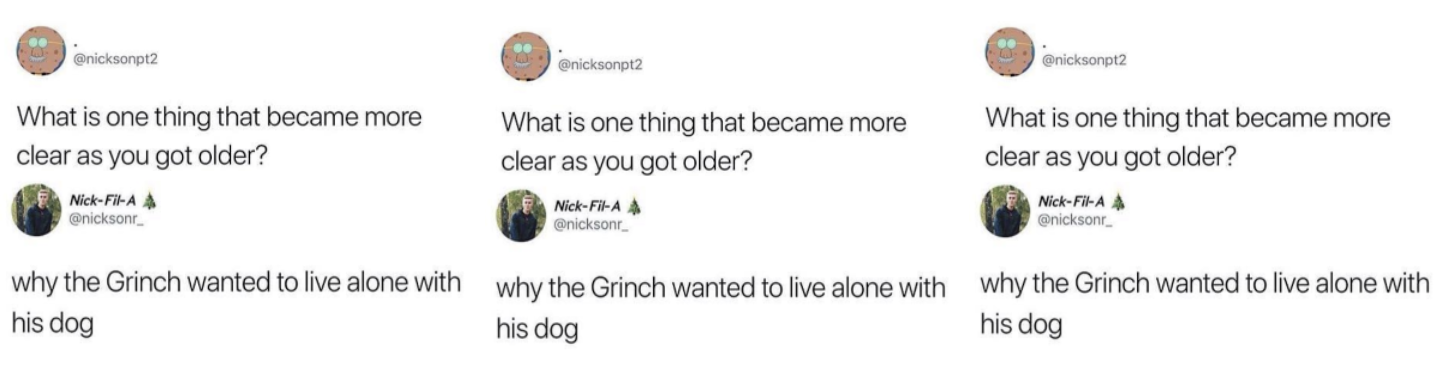 .
@nicksonpt2
What is one thing that became more
clear as you got older?
Nick-Fil-A 🌲
@nicksonr_
why the Grinch wanted to live alone with
his dog
.
@nicksonpt2
What is one thing that became more
clear as you got older?
Nick-Fil-A 🌲
@nicksonr_
why the Grinch wanted to live alone with
his dog
.
@nicksonpt2
What is one thing that became more
clear as you got older?
Nick-Fil-A 🌲
@nicksonr_
why the Grinch wanted to live alone with
his dog